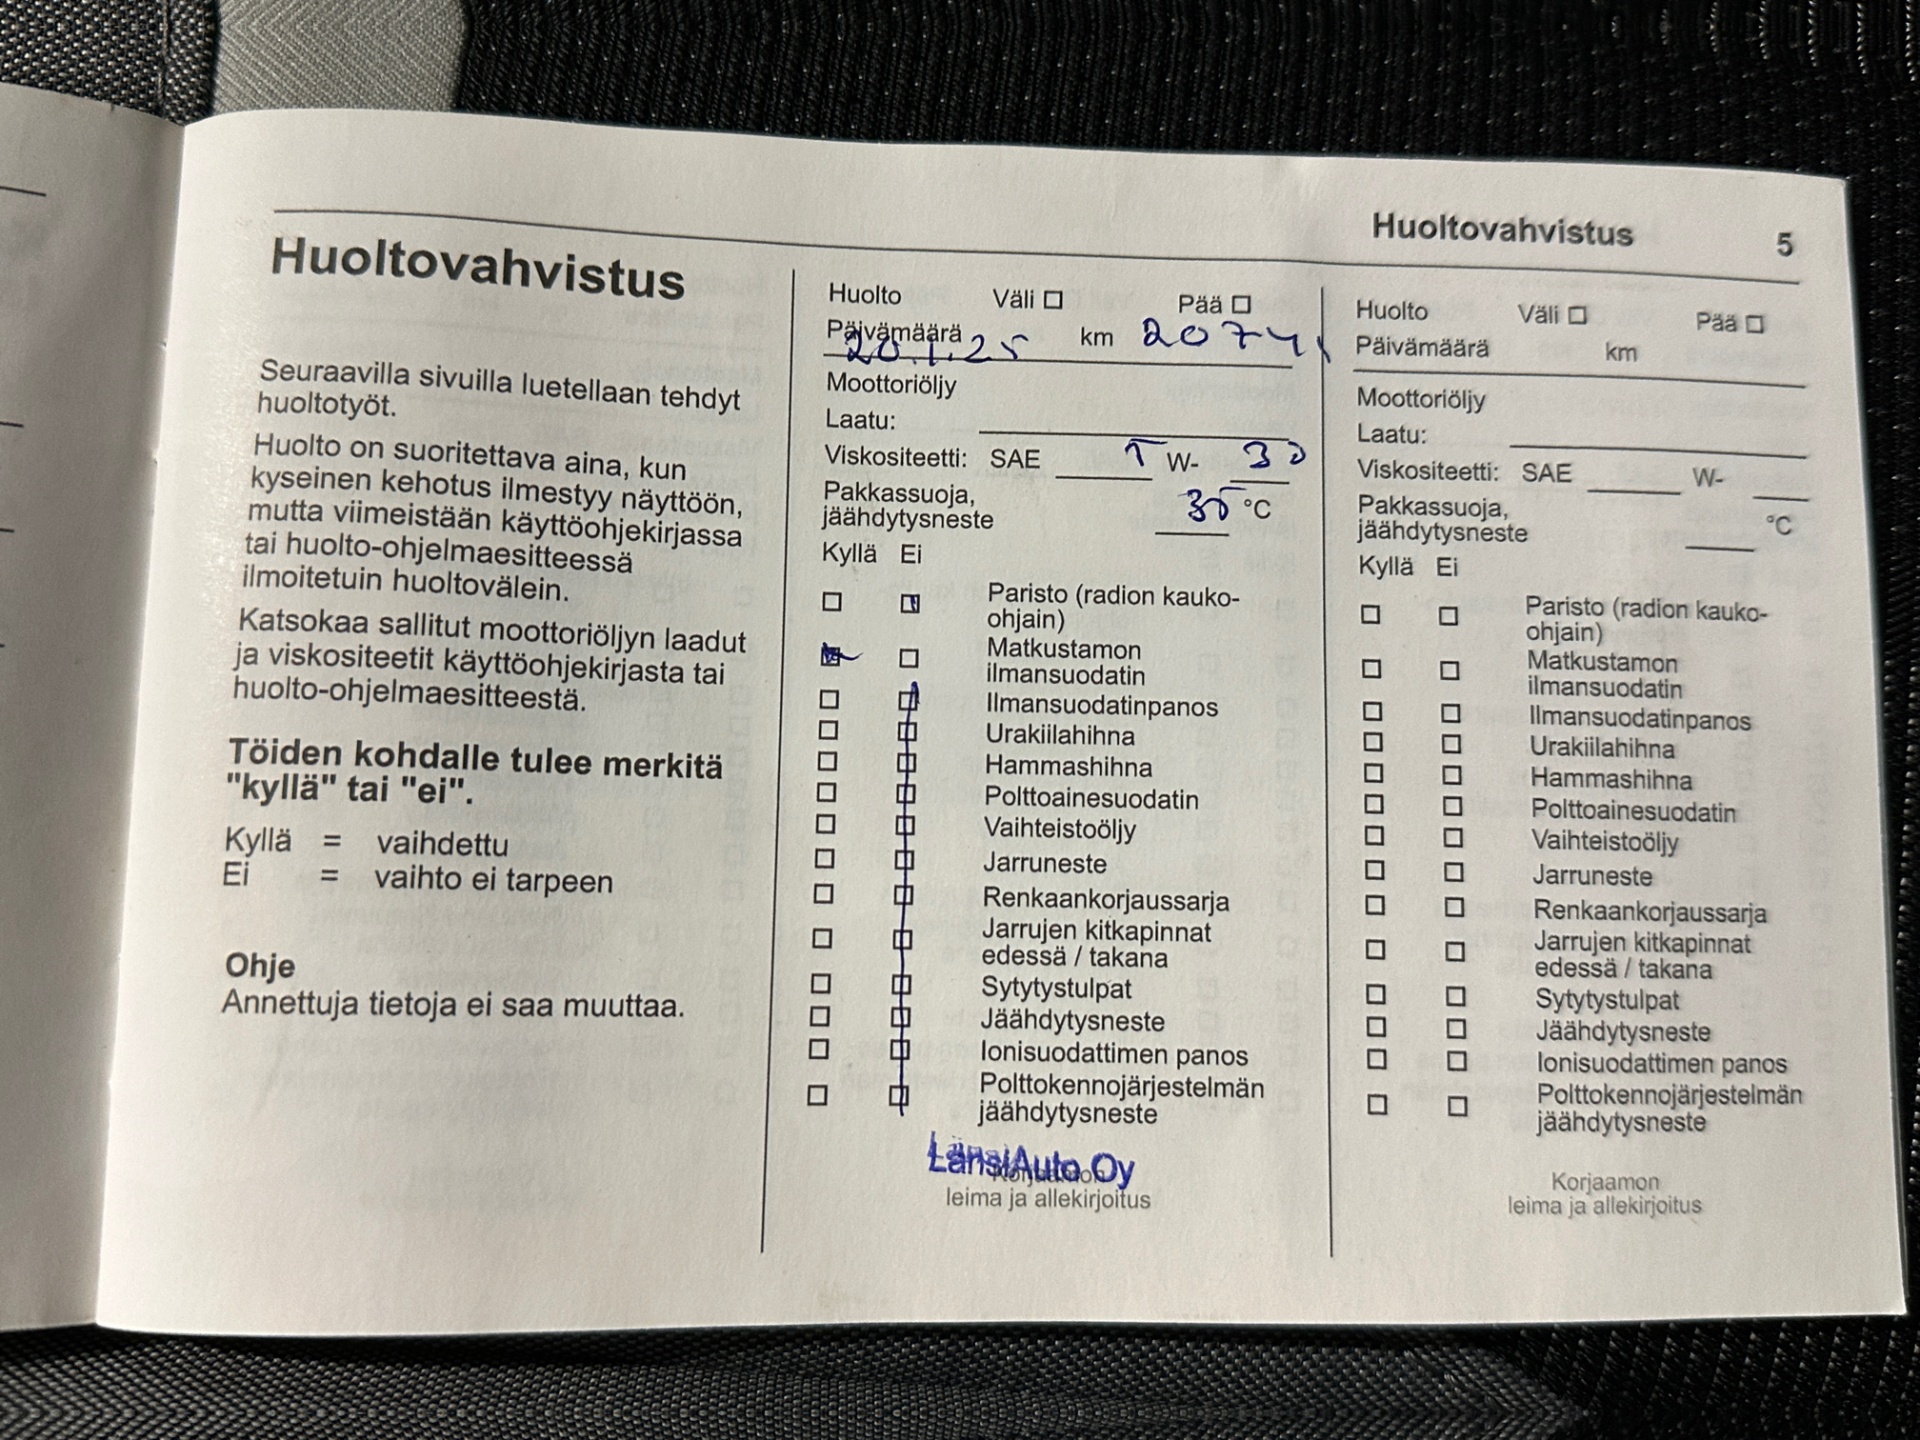 Huoltovahvistus 5
Huoltovahvistus
Seuraavilla sivuilla luetellaan tehdyt
huoltotyöt.
Huolto on suoritettava aina, kun
kyseinen kehotus ilmestyy näyttöön,
mutta viimeistään käyttöohjekirjassa
tai huolto-ohjelmaesitteessä
ilmoitetuin huoltovälein.
Katsokaa sallitut moottoriöljyn laadut
ja viskositeetit käyttöohjekirjasta tai
huolto-ohjelmaesitteestä.
Töiden kohdalle tulee merkitä
"kyllä" tai "ei".
Kyllä = vaihdettu
Ei = vaihto ei tarpeen
Ohje
Annettuja tietoja ei saa muuttaa.
Huolto Väli Pää
Päivämäärä km
20.1.25
Moottoriöljy
Laatu:
Viskositeetti: SAE W- 30
Pakkassuoja,
jäähdytysneste 35 °C
Kyllä Ei
Paristo (radion kauko-
ohjain)
Matkustamon
ilmansuodatin
Ilmansuodatinpanos
Urakiilahihna
Hammashihna
Polttoainesuodatin
Vaihteistoöljy
Jarruneste
Renkaankorjaussarja
Jarrujen kitkapinnat
edessä / takana
Sytytystulpat
Jäähdytysneste
Ionisuodattimen panos
Polttokennojärjestelmän
jäähdytysneste
LänsiAuto Oy
Korjaamon
leima ja allekirjoitus
Huolto Väli Pää
Päivämäärä km
Moottoriöljy
Laatu:
Viskositeetti: SAE W-
Pakkassuoja,
jäähdytysneste °C
Kyllä Ei
Paristo (radion kauko-
ohjain)
Matkustamon
ilmansuodatin
Ilmansuodatinpanos
Urakiilahihna
Hammashihna
Polttoainesuodatin
Vaihteistoöljy
Jarruneste
Renkaankorjaussarja
Jarrujen kitkapinnat
edessä / takana
Sytytystulpat
Jäähdytysneste
Ionisuodattimen panos
Polttokennojärjestelmän
jäähdytysneste
Korjaamon
leima ja allekirjoitus